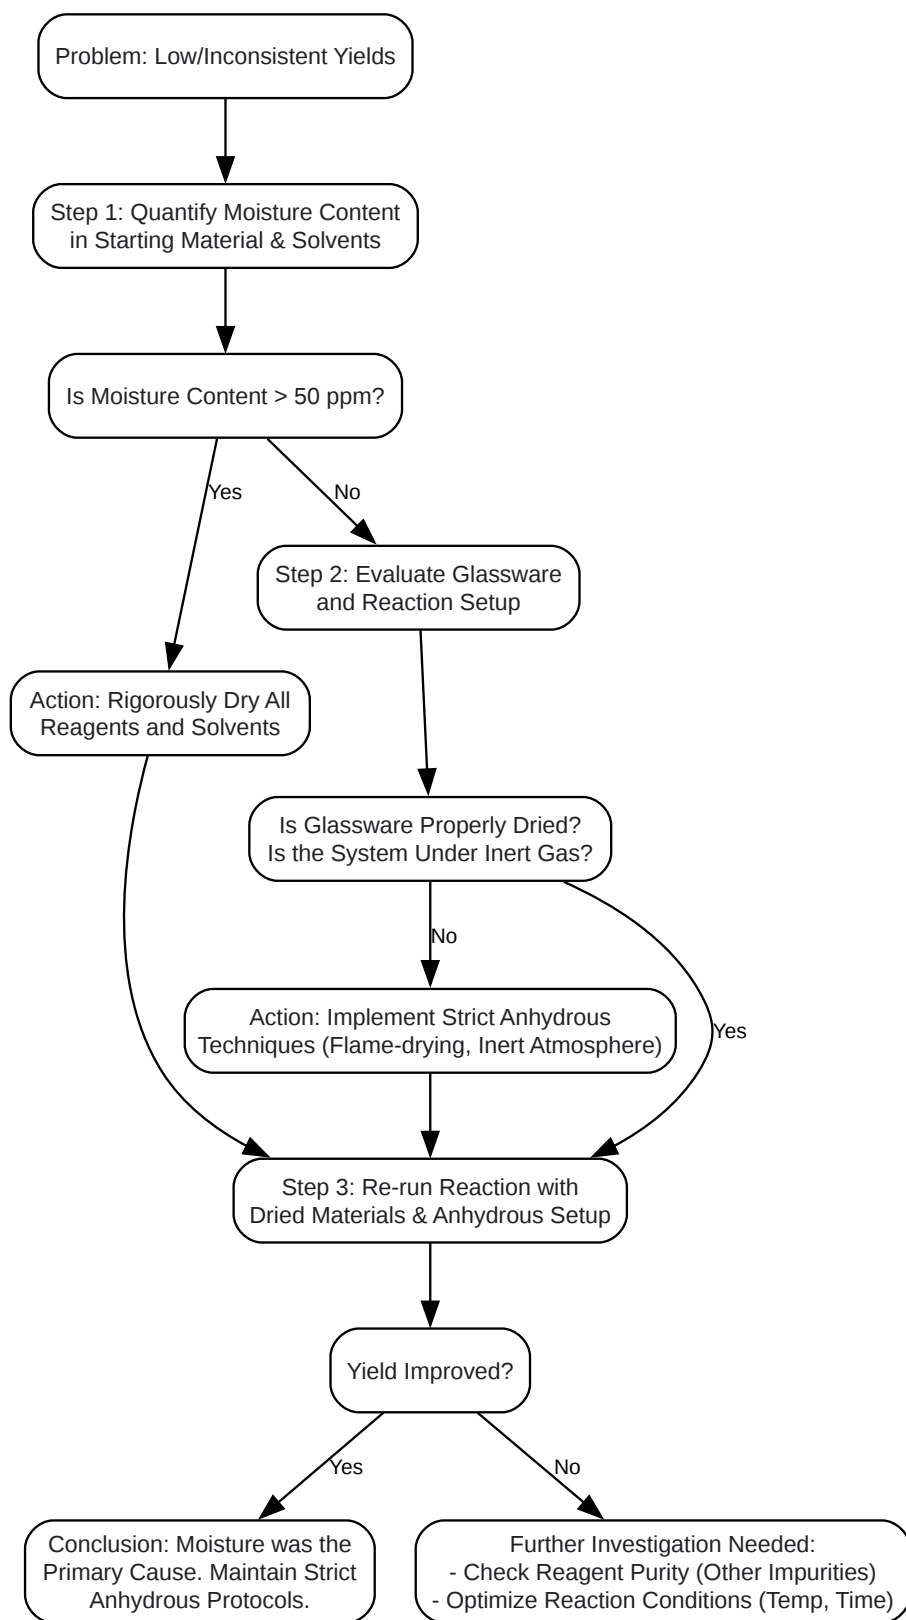 Problem: Low/Inconsistent Yields
Step 1: Quantify Moisture Content
in Starting Material & Solvents
Is Moisture Content > 50 ppm?
Yes
No
Step 2: Evaluate Glassware
and Reaction Setup
Action: Rigorously Dry All
Reagents and Solvents
Is Glassware Properly Dried?
Is the System Under Inert Gas?
No
Action: Implement Strict Anhydrous
Techniques (Flame-drying, Inert Atmosphere)
Yes
Step 3: Re-run Reaction with
Dried Materials & Anhydrous Setup
Yield Improved?
Yes
No
Conclusion: Moisture was the
Primary Cause. Maintain Strict
Anhydrous Protocols.
Further Investigation Needed:
- Check Reagent Purity (Other Impurities)
- Optimize Reaction Conditions (Temp, Time)